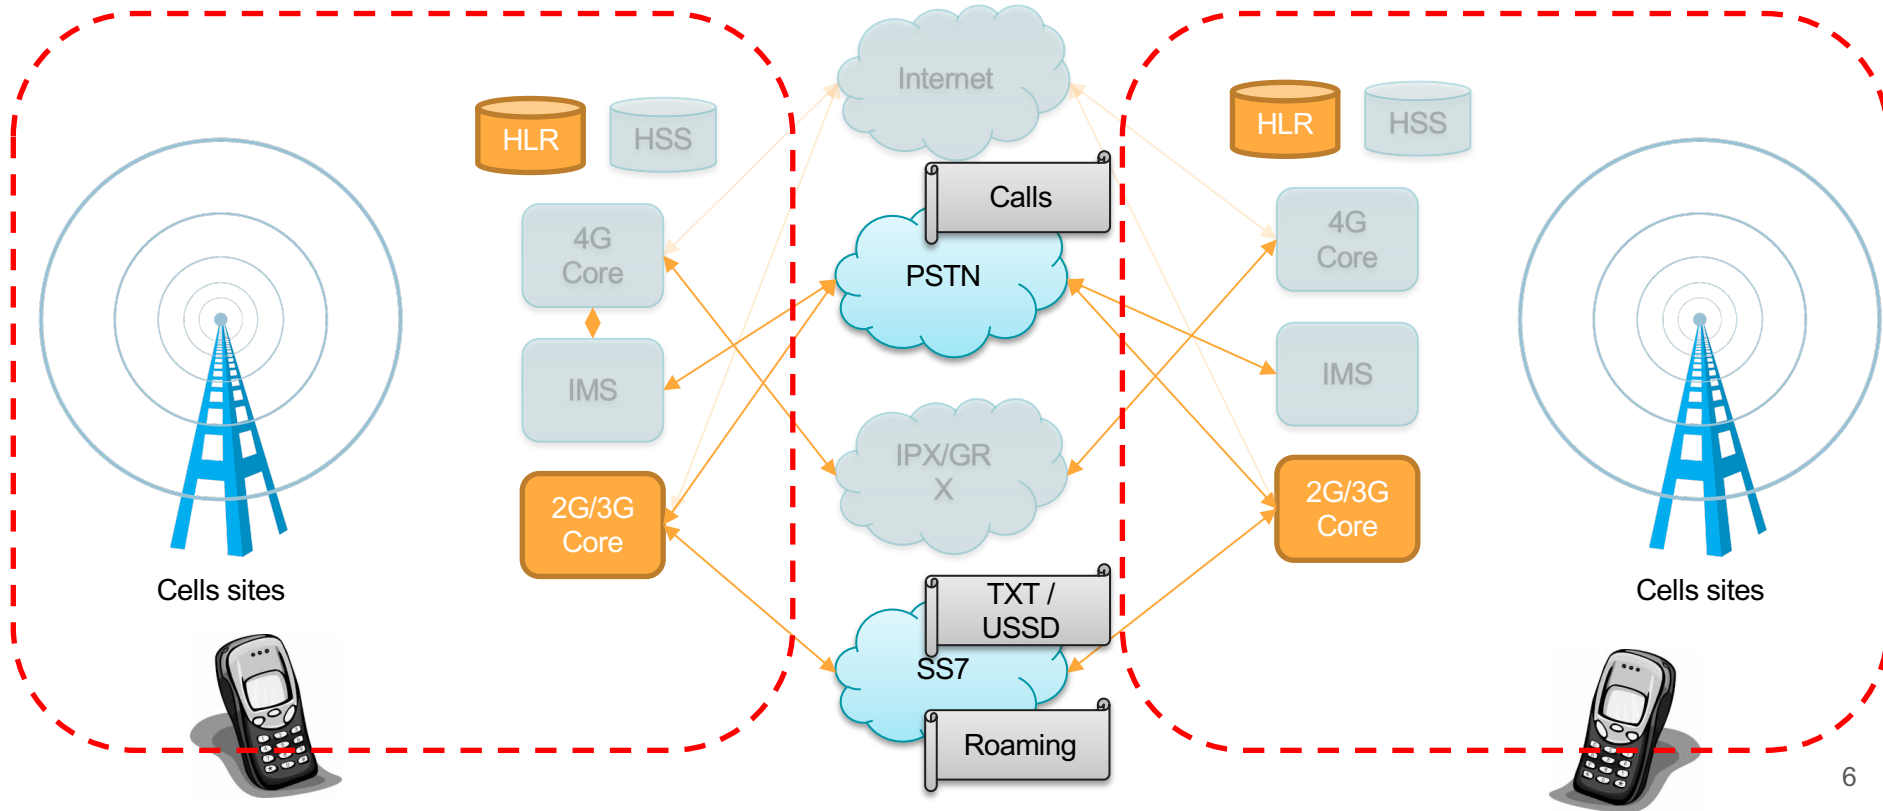 Internet
HLR
HSS
HLR
HSS
Calls
4G
Core
PSTN
4G
Core
IMS
IMS
IPX/GR
X
2G/3G
Core
2G/3G
Core
Cells sites
TXT /
USSD
Cells sites
SS7
Roaming
6